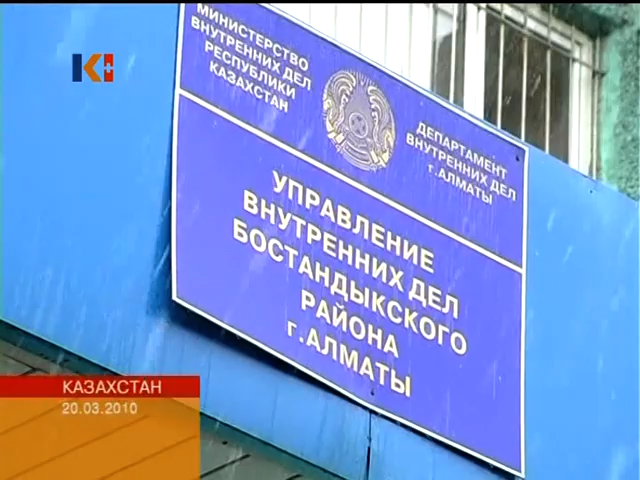 МИНИСТЕРСТВО
ВНУТРЕННИХ ДЕЛ
РЕСПУБЛИКИ
КАЗАХСТАН
ДЕПАРТАМЕНТ
ВНУТРЕННИХ ДЕЛ
г.АЛМАТЫ
УПРАВЛЕНИЕ
ВНУТРЕННИХ ДЕЛ
БОСТАНДЫКСКОГО
РАЙОНА
г.АЛМАТЫ
К+
КАЗАХСТАН
20.03.2010